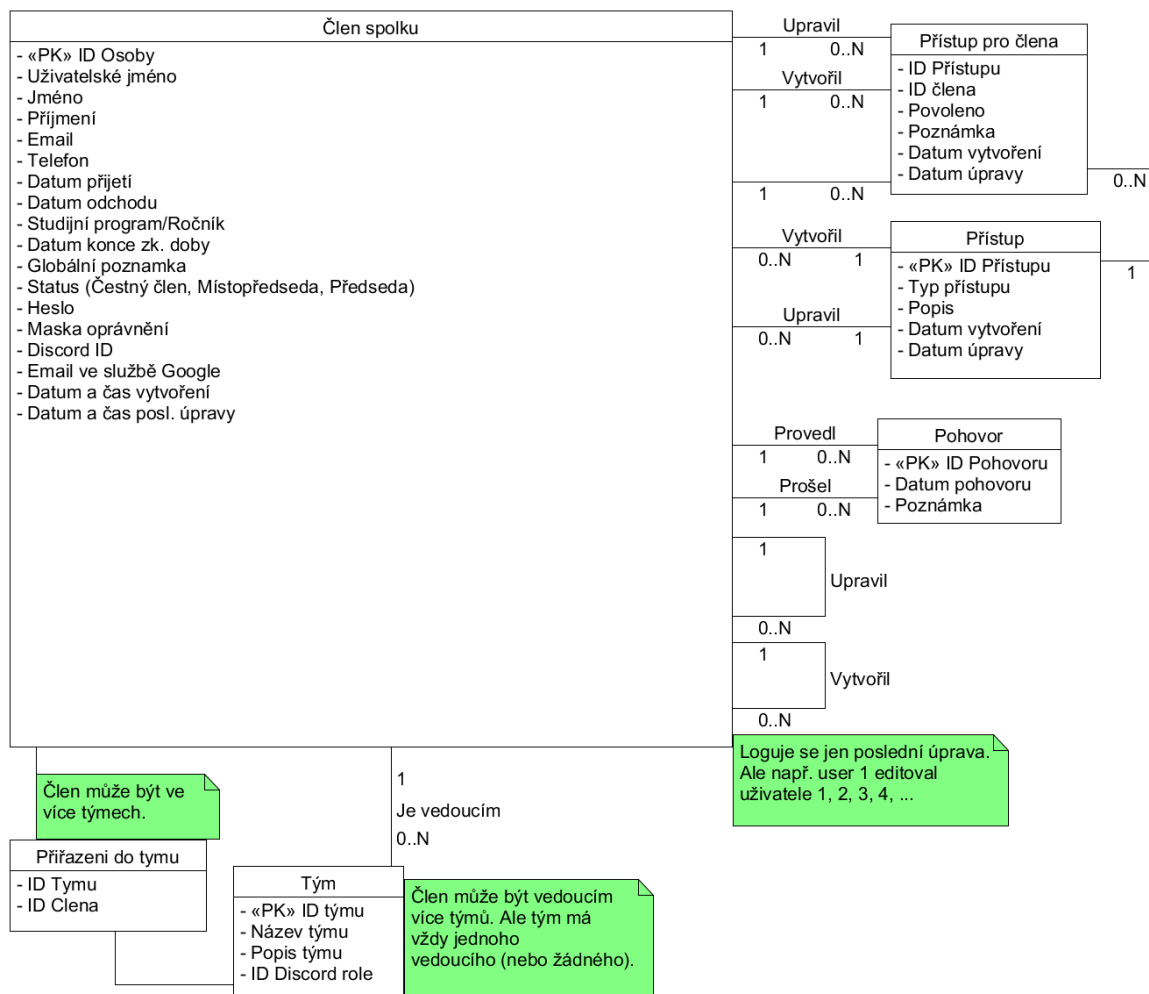 Člen spolku
- «PK» ID Osoby
- Uživatelské jméno
- Jméno
- Příjmení
- Email
- Telefon
- Datum přijetí
- Datum odchodu
- Studijní program/Ročník
- Datum konce zk. doby
- Globální poznamka
- Status (Čestný člen, Místopředseda, Předseda)
- Heslo
- Maska oprávnění
- Discord ID
- Email ve službě Google
- Datum a čas vytvoření
- Datum a čas posl. úpravy
Upravil
1 0..N
Vytvořil
1 0..N
1 0..N
Přístup pro člena
- ID Přístupu
- ID člena
- Povoleno
- Poznámka
- Datum vytvoření
- Datum úpravy
0..N
Vytvořil
0..N 1
Upravil
0..N 1
Přístup
- «PK» ID Přístupu
- Typ přístupu
- Popis
- Datum vytvoření
- Datum úpravy
1
Provedl
1 0..N
Prošel
1 0..N
Pohovor
- «PK» ID Pohovoru
- Datum pohovoru
- Poznámka
1
Upravil
0..N
1
Vytvořil
0..N
Loguje se jen poslední úprava.
Ale např. user 1 editoval
uživatele 1, 2, 3, 4, ...
Člen může být ve
více týmech.
1
Je vedoucím
0..N
Přiřazeni do tymu
- ID Tymu
- ID Clena
Tým
- «PK» ID týmu
- Název týmu
- Popis týmu
- ID Discord role
Člen může být vedoucím
více týmů. Ale tým má
vždy jednoho
vedoucího (nebo žádného).